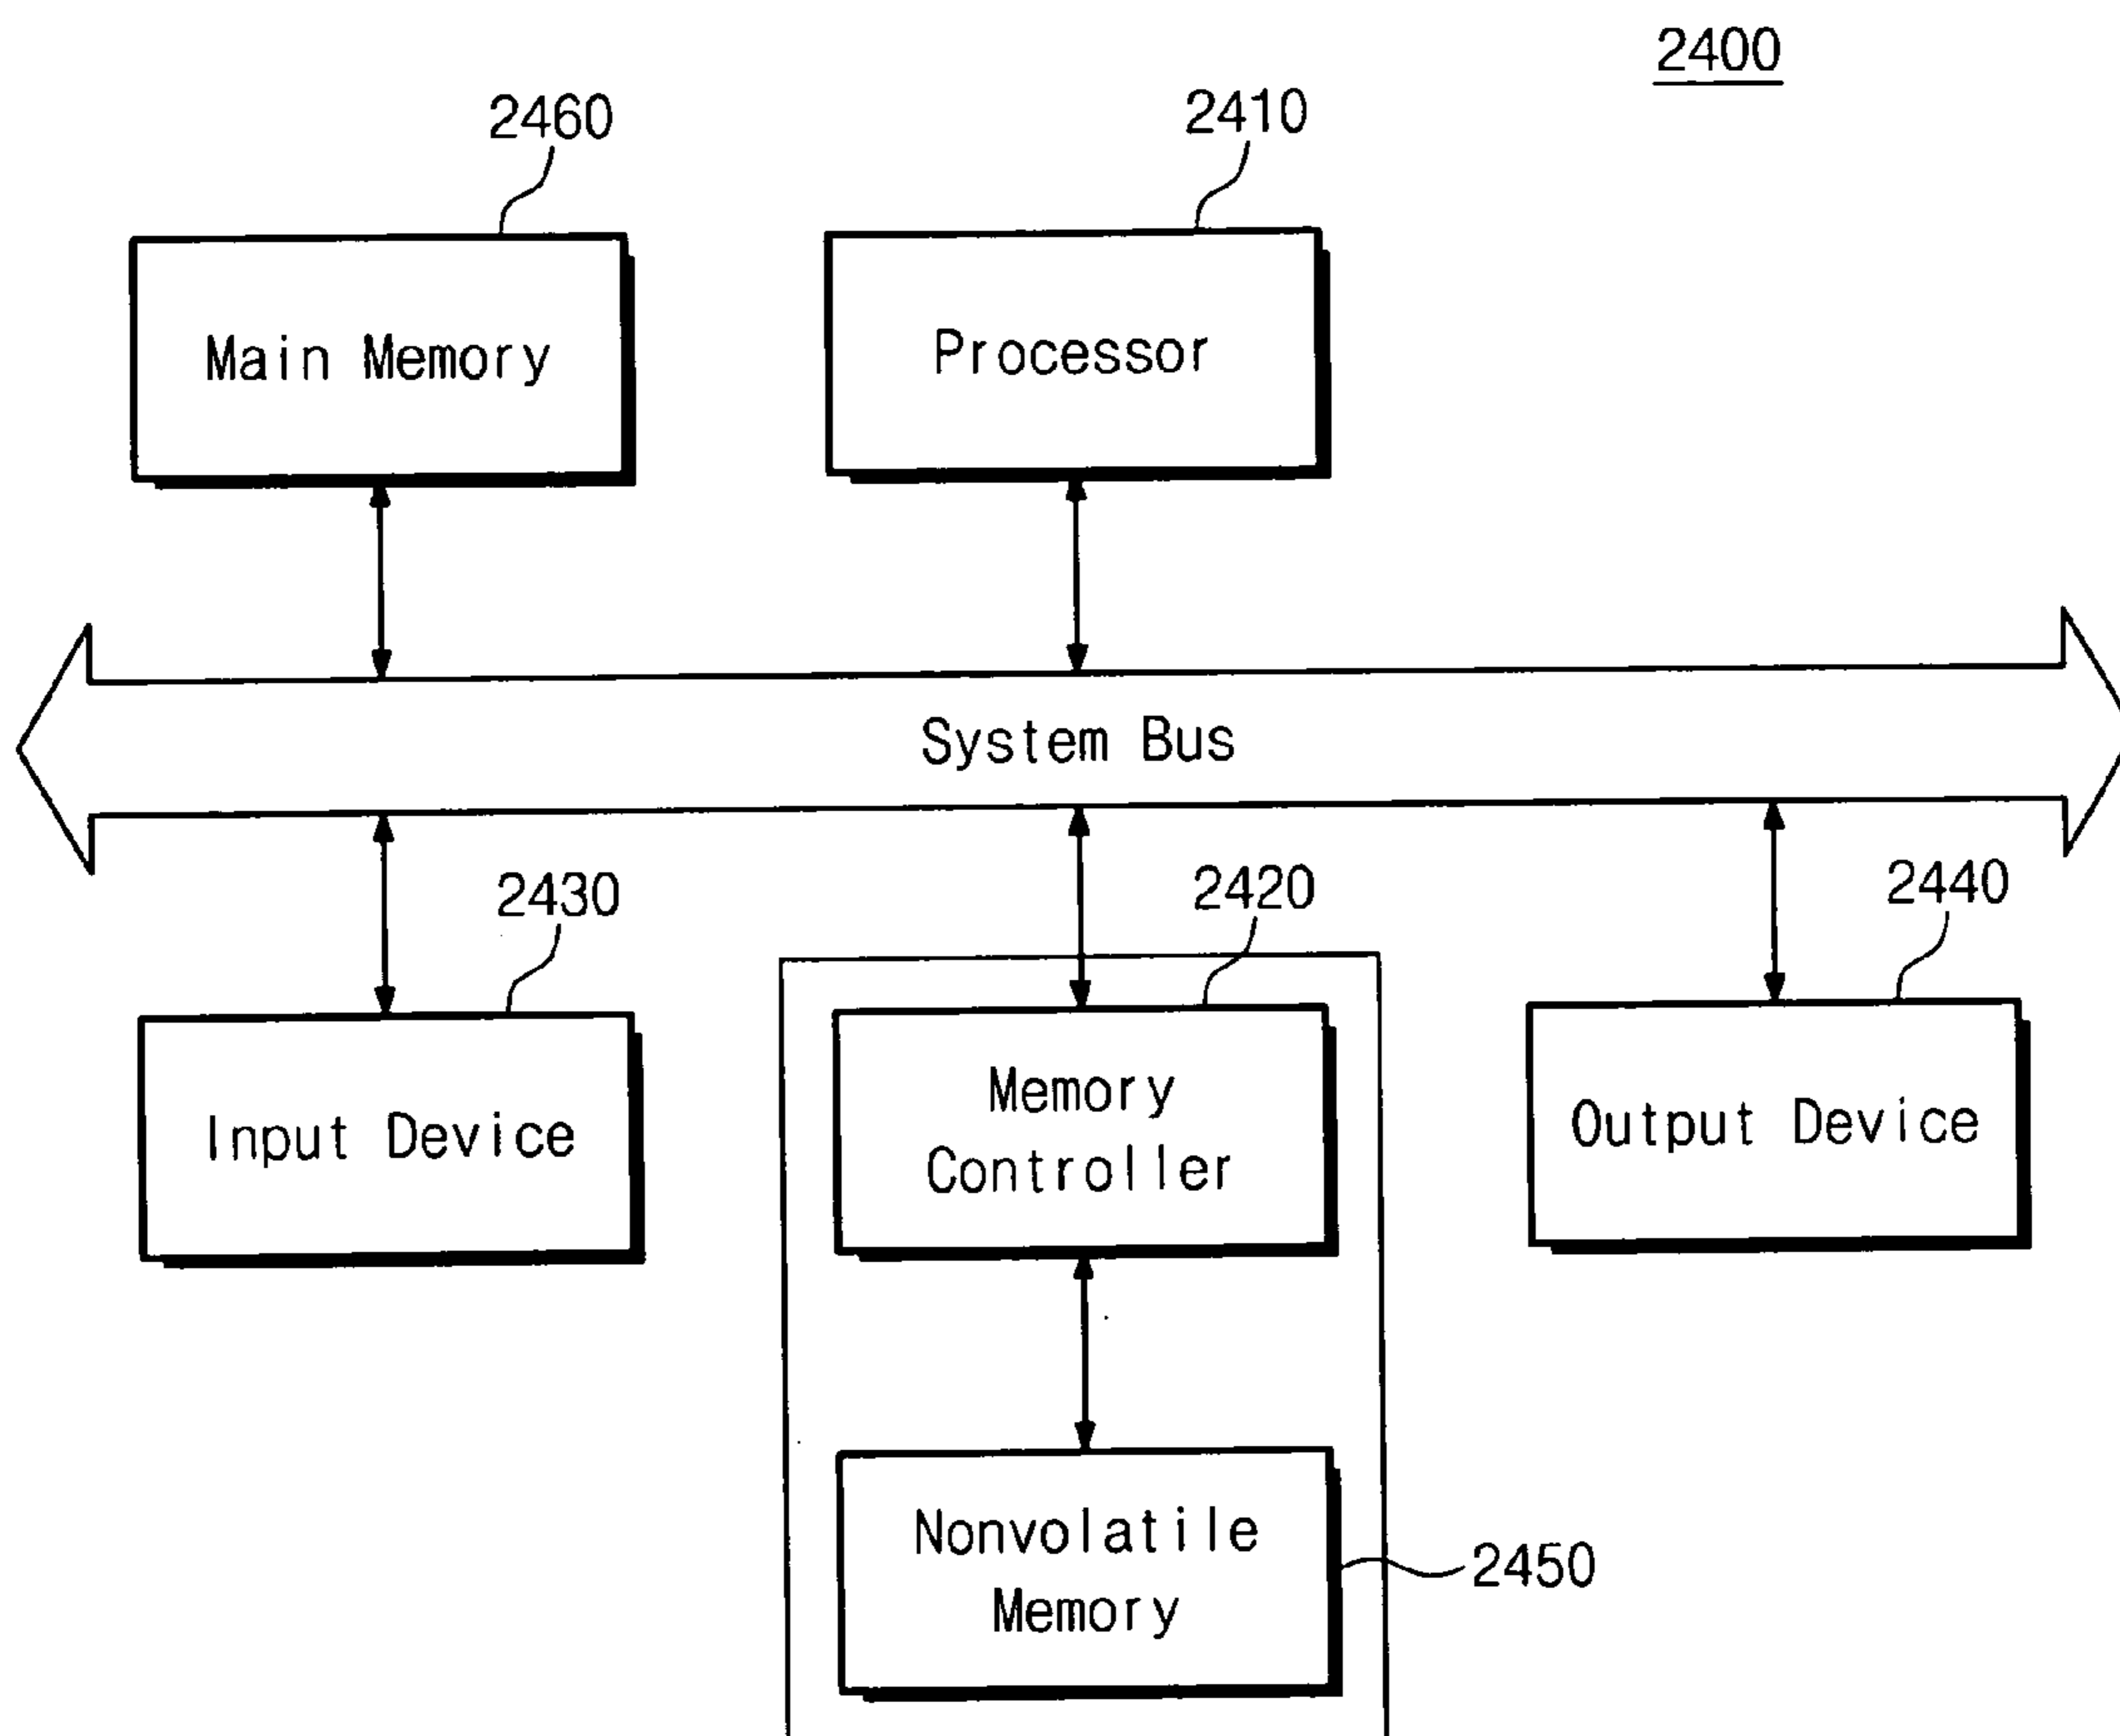 2400
2460
2410
Main Memory
Processor
System Bus
2430
2420
2440
Input Device
Memory
Controller
Output Device
Nonvolatile
Memory
2450